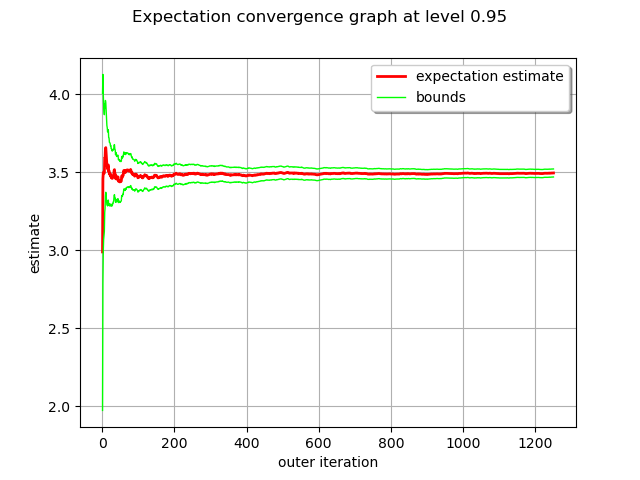 Expectation convergence graph at level 0.95
expectation estimate
bounds
4.0
3.5
3.0
2.5
2.0
estimate
0 200 400 600 800 1000 1200
outer iteration